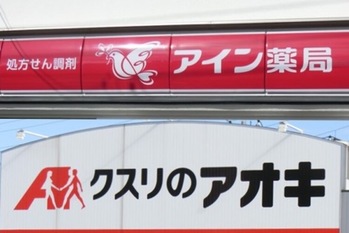 処方せん調剤 アイン薬局
クスリのアオキ